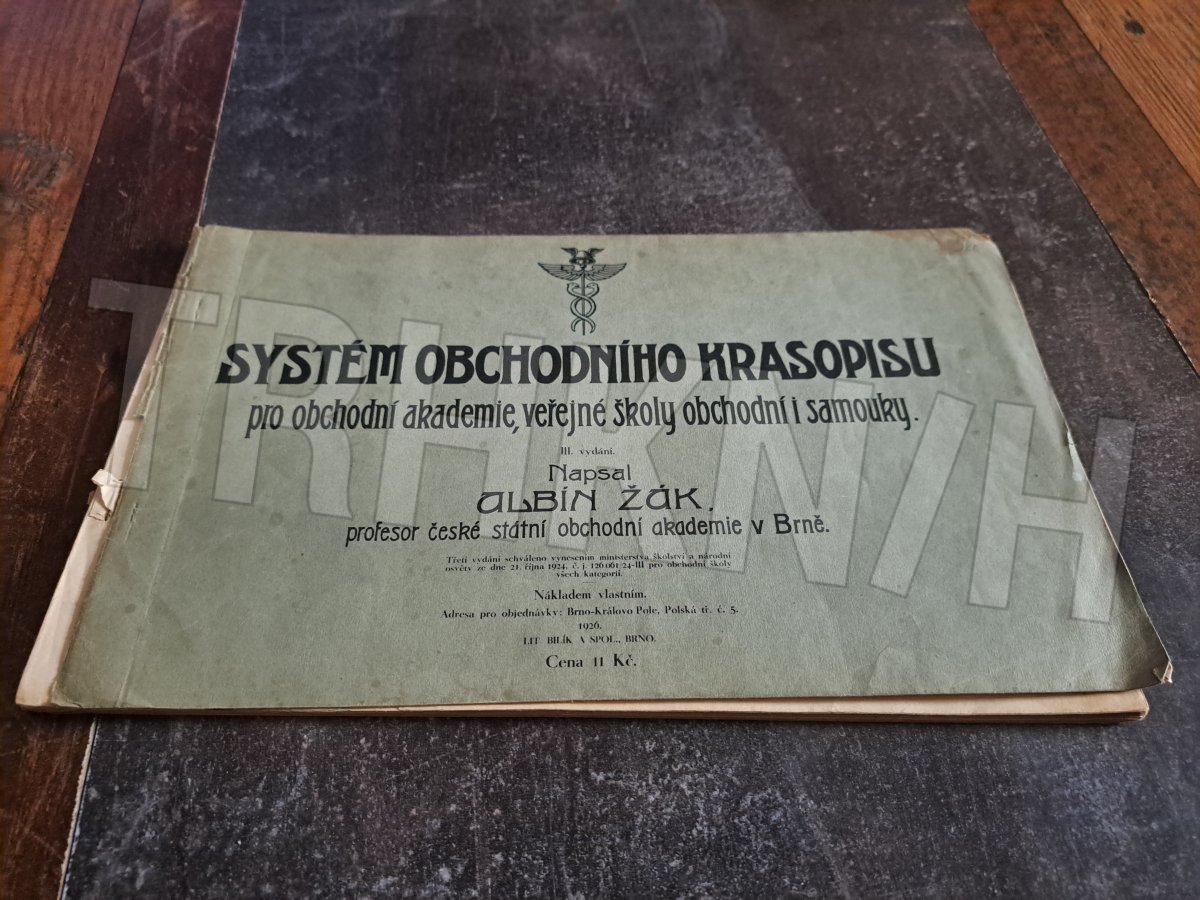 SYSTÉM OBCHODNÍHO KRASOPISU
pro obchodní akademie, veřejné školy obchodní i samouky.
III. vydání.
Napsal
ALBÍN ŽÁK,
profesor české státní obchodní akademie v Brně.
Třetí vydání schváleno vynesením ministerstva školství a národní
osvěty ze dne 21. října 1924, č. j. 126.061/24-III pro obchodní školy
všech kategorií.
Nákladem vlastním.
Adresa pro objednávky: Brno-Královo Pole, Polská tř. č. 5.
1926.
LIT. BILÍK A SPOL., BRNO.
Cena 11 Kč.
TRHKNIH